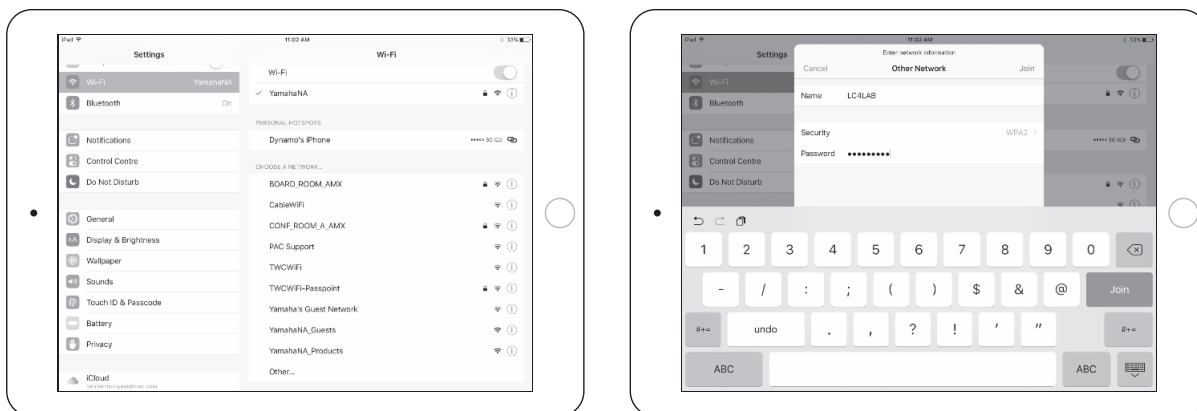 iPad 11:02 AM 33%
Settings Wi-Fi
Wi-Fi YamahaNA
Bluetooth On
Notifications
Control Centre
Do Not Disturb
General
Display & Brightness
Wallpaper
Sounds
Touch ID & Passcode
Battery
Privacy
iCloud
Wi-Fi
YamahaNA
PERSONAL HOTSPOTS
Dynamo's iPhone 3G
CHOOSE A NETWORK...
BOARD_ROOM_AMX
CableWiFi
CONF_ROOM_A_AMX
PAC Support
TWCWiFi
TWCWiFi-Passpoint
Yamaha's Guest Network
YamahaNA_Guests
YamahaNA_Products
Other...
iPad 11:02 AM 33%
Settings
Wi-Fi
Bluetooth
Notifications
Control Centre
Do Not Disturb
Enter network information
Cancel Other Network Join
Name LC4LAB
Security WPA2
Password •••••••••
3G
1 2 3 4 5 6 7 8 9 0
- / : ; ( ) $ & @ Join
#+= undo . , ? ! ' " #+=
ABC ABC